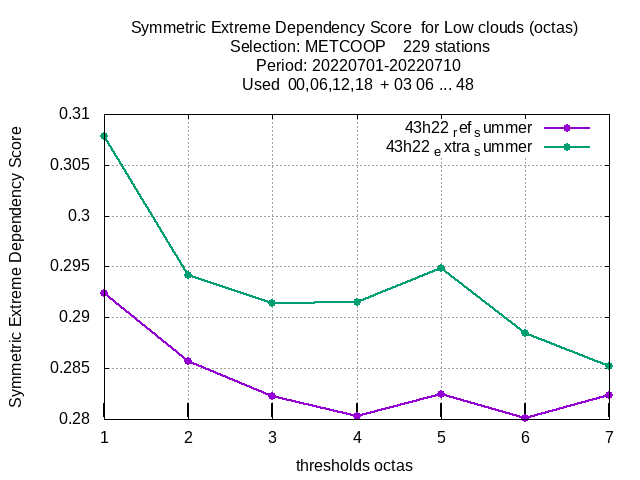 Symmetric Extreme Dependency Score  for Low clouds (octas)
Selection: METCOOP    229 stations
Period: 20220701-20220710
Used  00,06,12,18  + 03 06 ... 48
Symmetric Extreme Dependency Score
0.31
0.305
0.3
0.295
0.29
0.285
0.28
43h22 ref summer
43h22 extra summer
1 2 3 4 5 6 7
thresholds octas